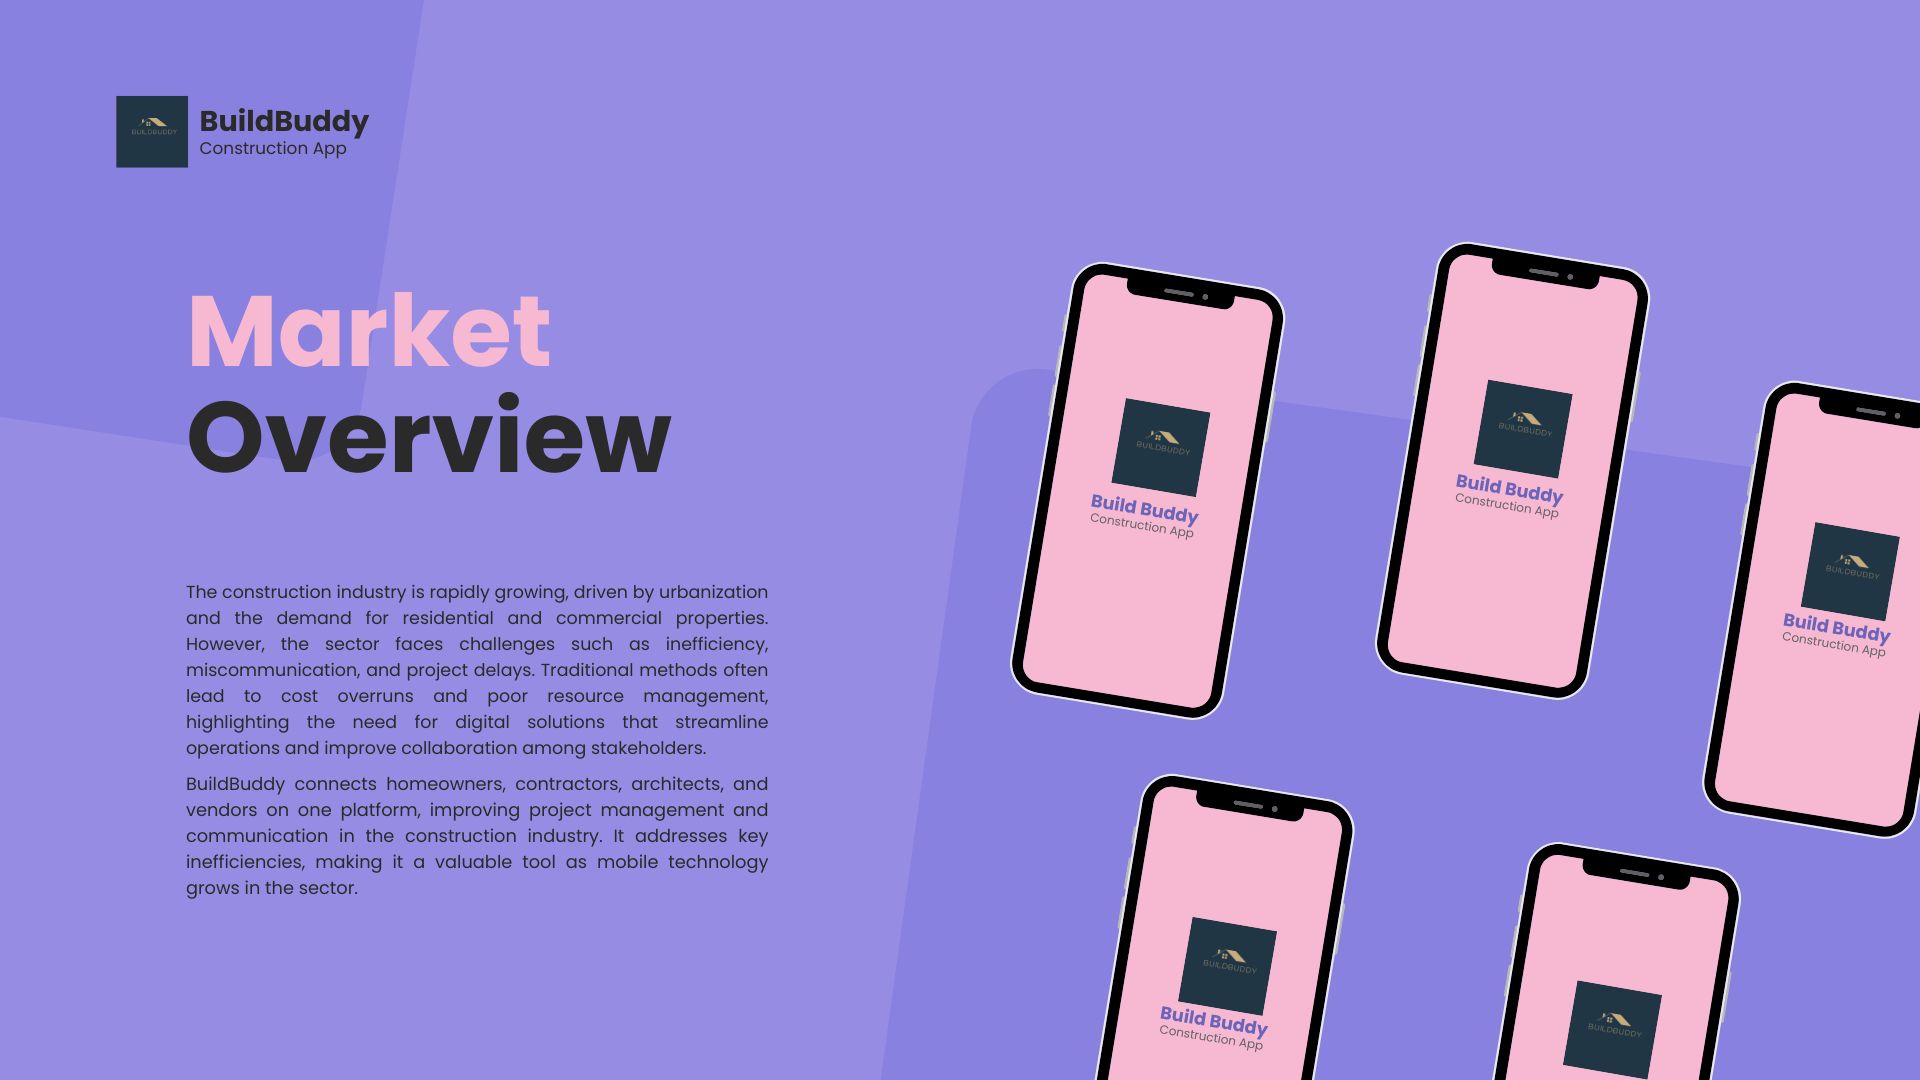 BUILDBUDDY
BuildBuddy
Construction App
Market
Overview
The construction industry is rapidly growing, driven by urbanization
and the demand for residential and commercial properties.
However, the sector faces challenges such as inefficiency,
miscommunication, and project delays. Traditional methods often
lead to cost overruns and poor resource management,
highlighting the need for digital solutions that streamline
operations and improve collaboration among stakeholders.
BuildBuddy connects homeowners, contractors, architects, and
vendors on one platform, improving project management and
communication in the construction industry. It addresses key
inefficiencies, making it a valuable tool as mobile technology
grows in the sector.
BUILDBUDDY
Build Buddy
Construction App
BUILDBUDDY
Build Buddy
Construction App
BUILDBUDDY
Build Buddy
Construction App
BUILDBUDDY
Build Buddy
Construction App
BUILDBUDDY